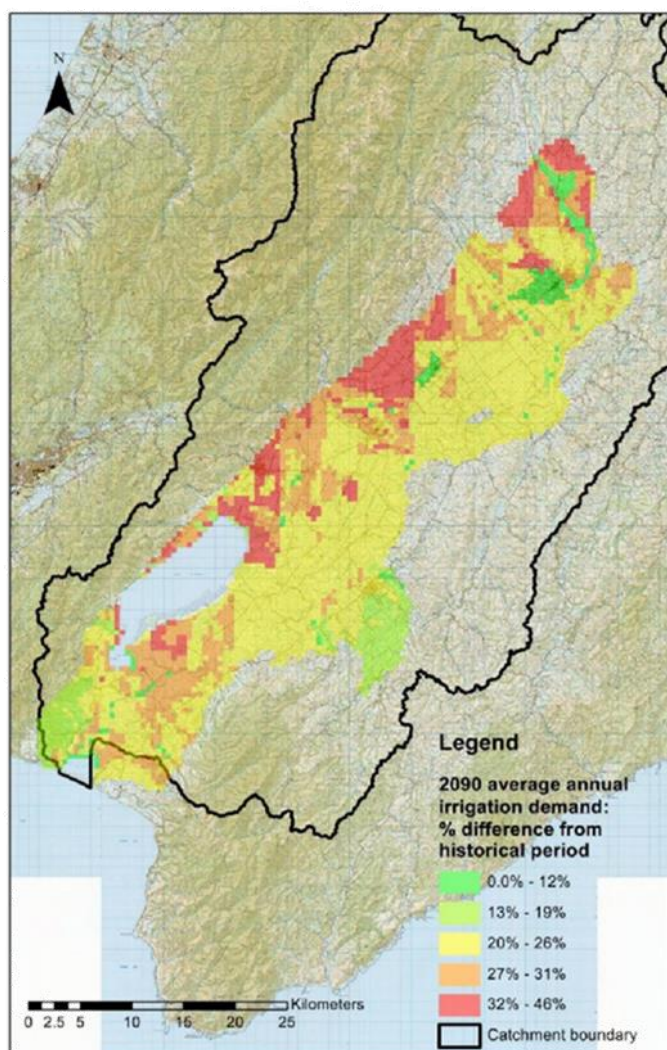 N
Legend
2090 average annual
irrigation demand:
% difference from
historical period
0.0% - 12%
13% - 19%
20% - 26%
27% - 31%
32% - 46%
Catchment boundary
Kilometers
0 2.5 5 10 15 20 25